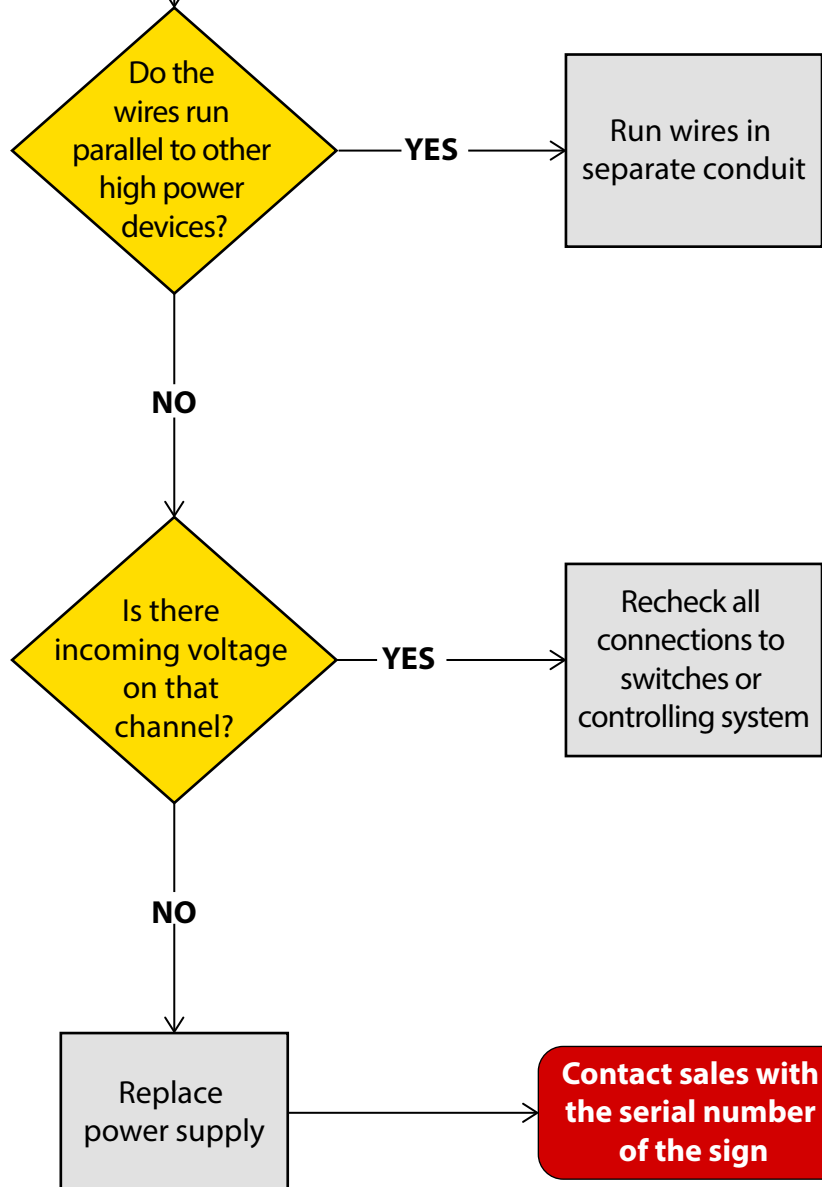 Do the
wires run
parallel to other
high power
devices?
YES
Run wires in
separate conduit
NO
Is there
incoming voltage
on that
channel?
YES
Recheck all
connections to
switches or
controlling system
NO
Replace
power supply
Contact sales with
the serial number
of the sign